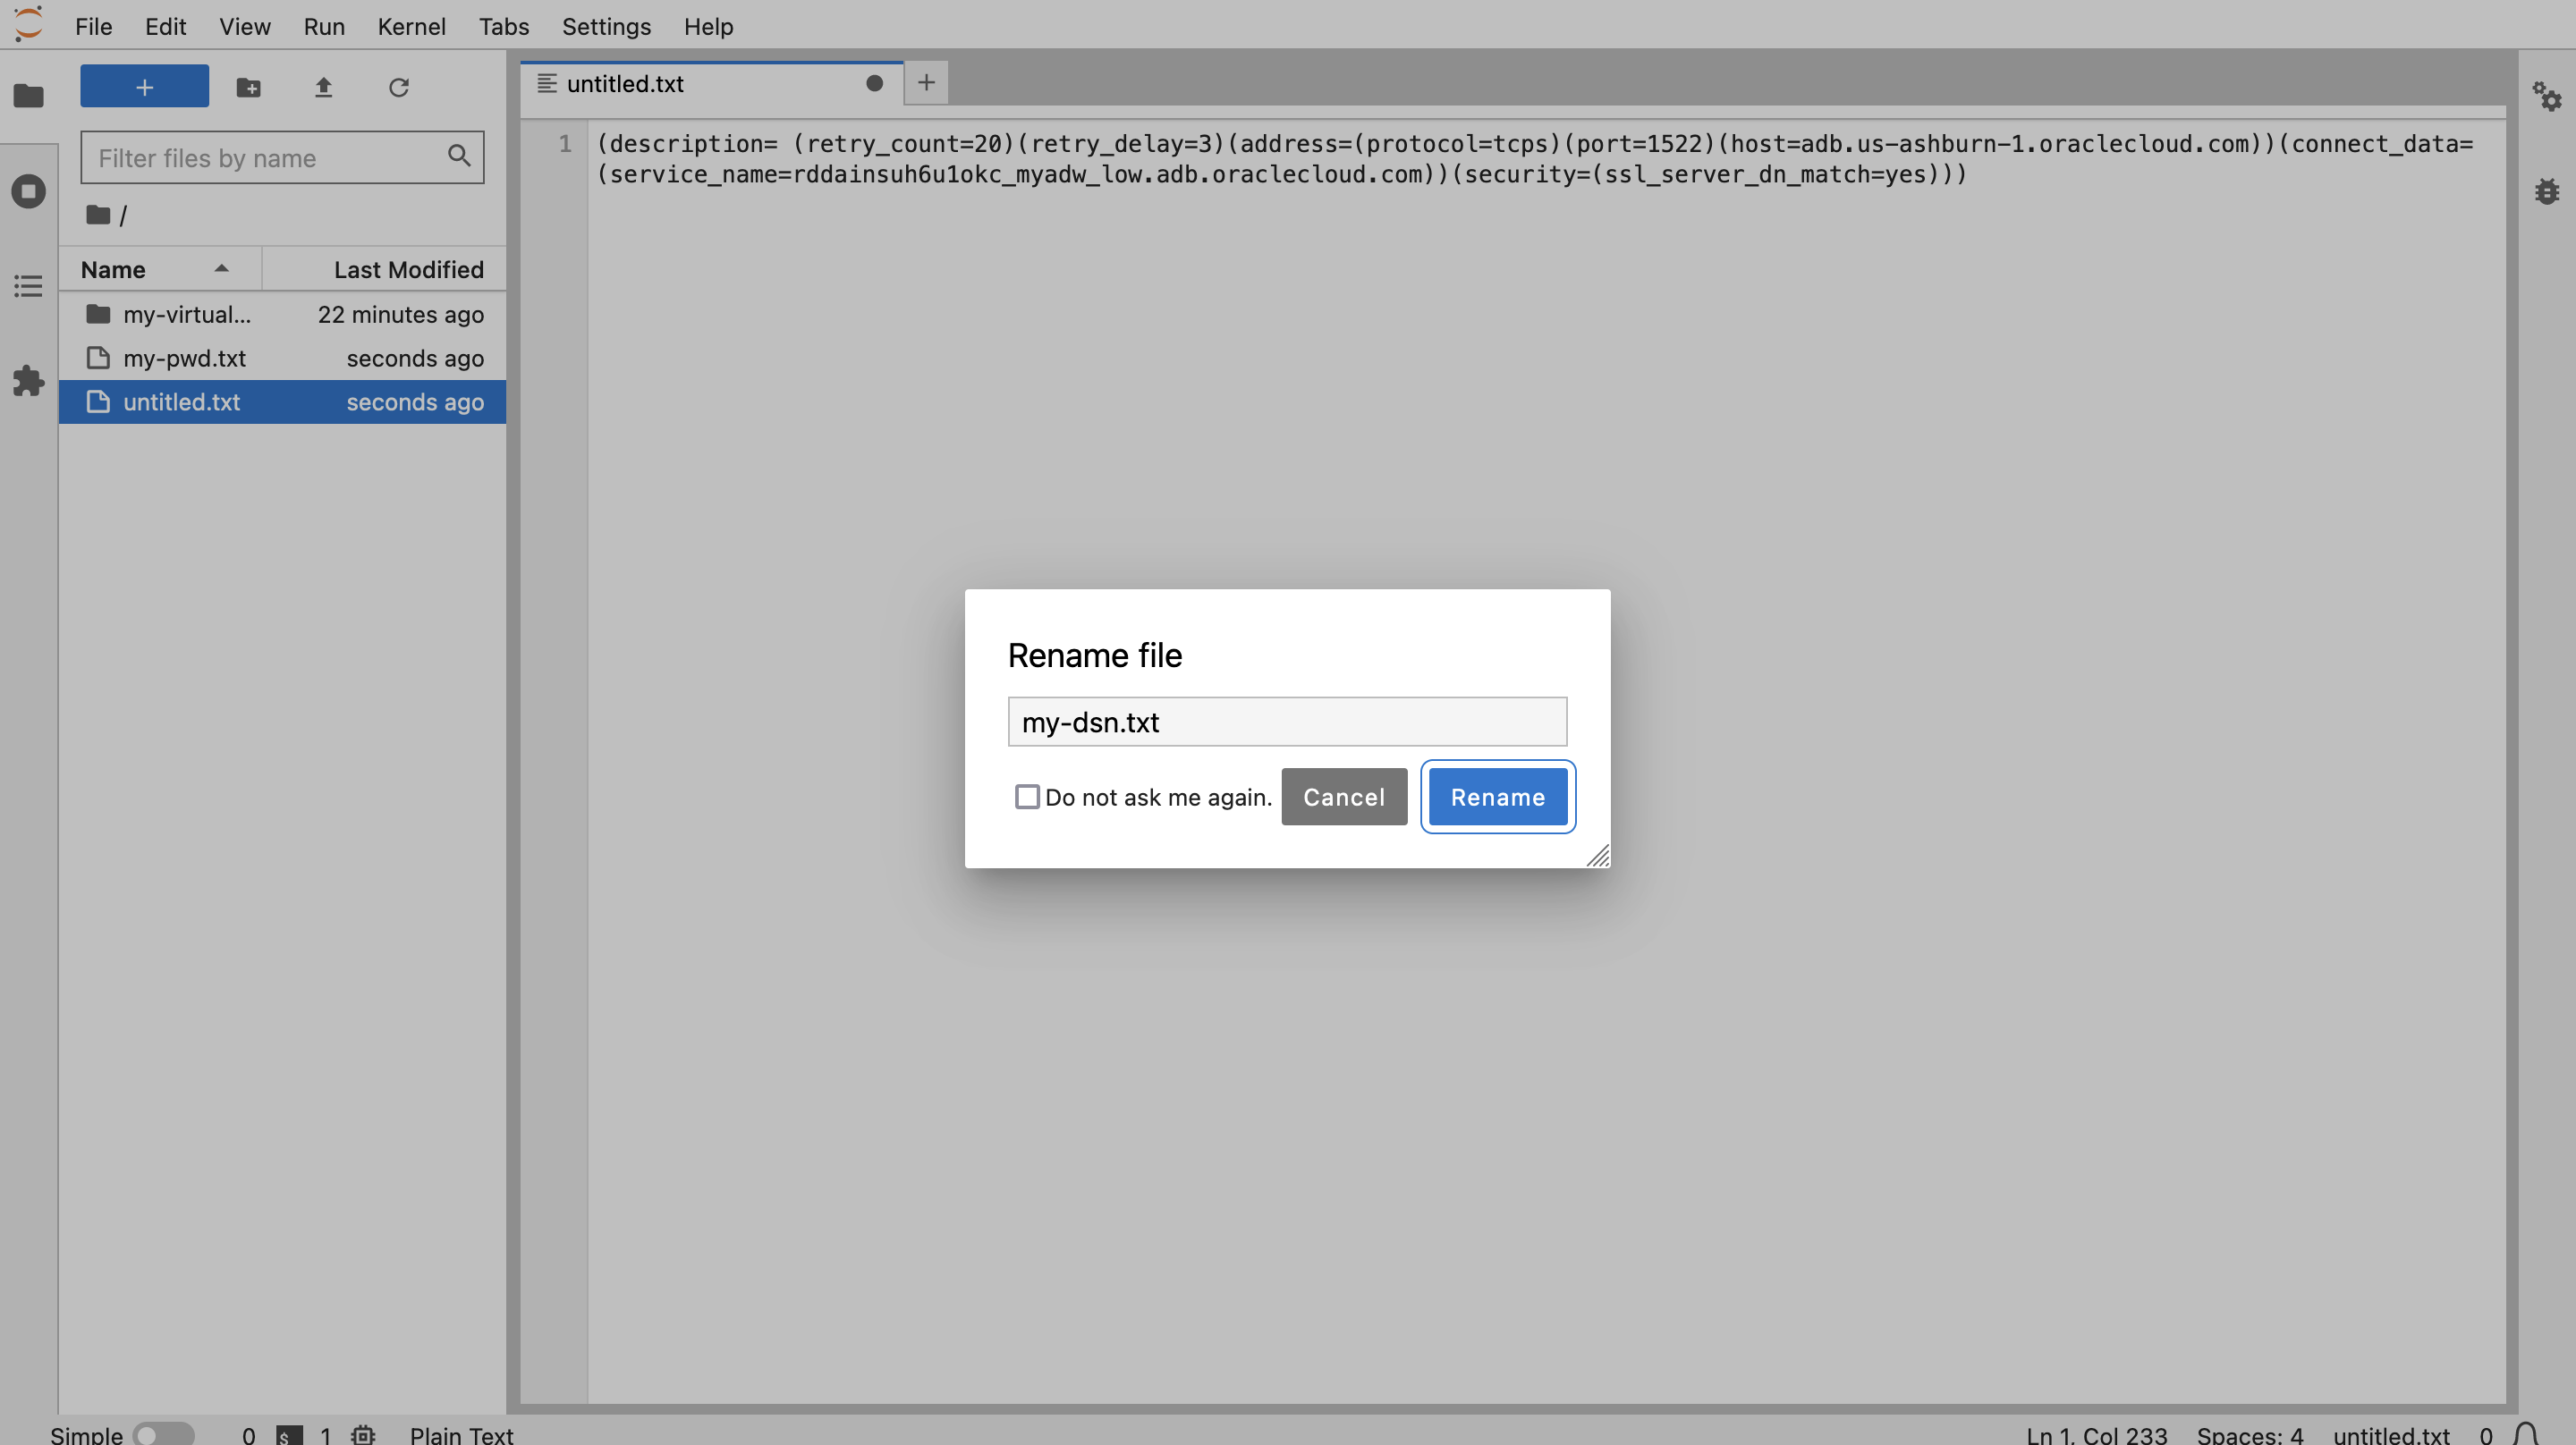 File Edit View Run Kernel Tabs Settings Help
+
Filter files by name
/
Name Last Modified
my-virtual... 22 minutes ago
my-pwd.txt seconds ago
untitled.txt seconds ago
untitled.txt +
1 (description= (retry_count=20)(retry_delay=3)(address=(protocol=tcps)(port=1522)(host=adb.us-ashburn-1.oraclecloud.com))(connect_data=
(service_name=rddainsuh6u1okc_myadw_low.adb.oraclecloud.com))(security=(ssl_server_dn_match=yes)))
Rename file
my-dsn.txt
Do not ask me again. Cancel Rename
Simple 0 $ 1 Plain Text Ln 1, Col 233 Spaces: 4 untitled.txt 0